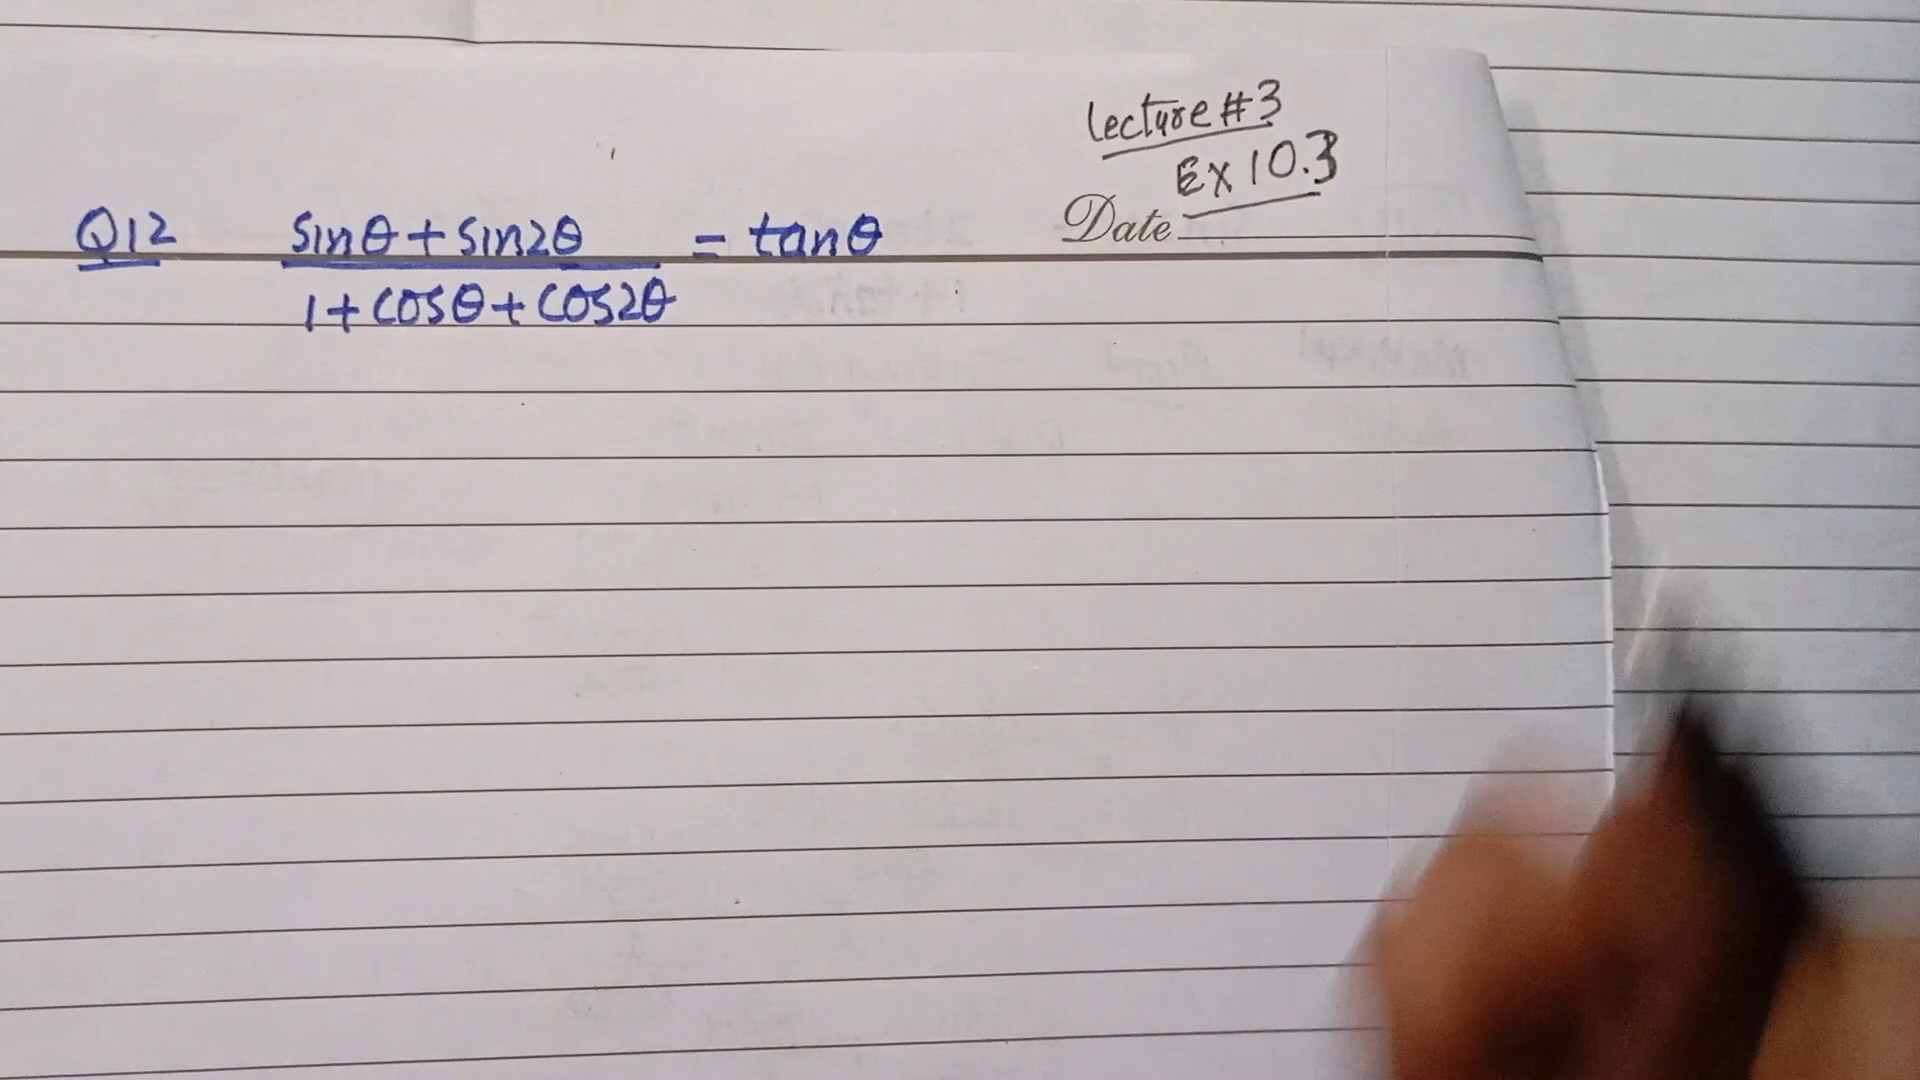 Lecture #3
Ex 10.3
Date
Q12 sinθ + sin2θ = tanθ
1 + cosθ + cos2θ